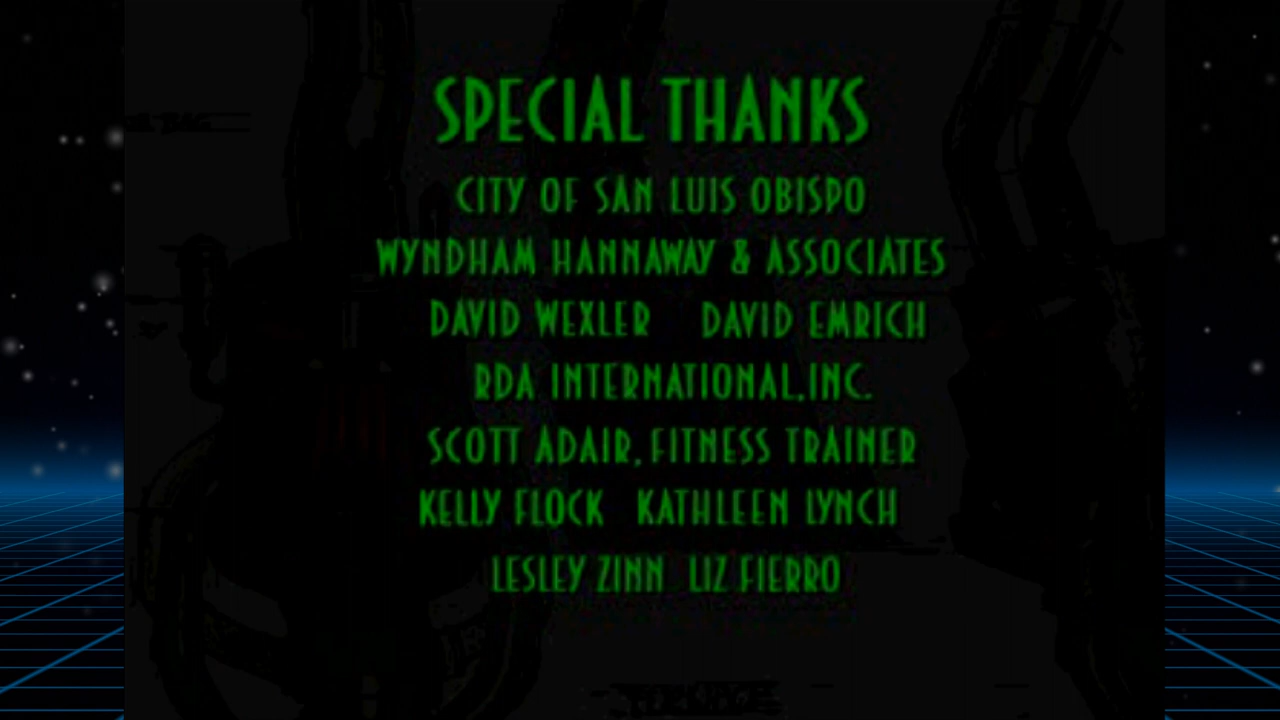 SPECIAL THANKS
CITY OF SAN LUIS OBISPO
WYNDHAM HANNAWAY & ASSOCIATES
DAVID WEXLER DAVID EMRICH
RDA INTERNATIONAL, INC.
SCOTT ADAIR, FITNESS TRAINER
KELLY FLOCK KATHLEEN LYNCH
LESLEY ZINN LIZ FIERRO